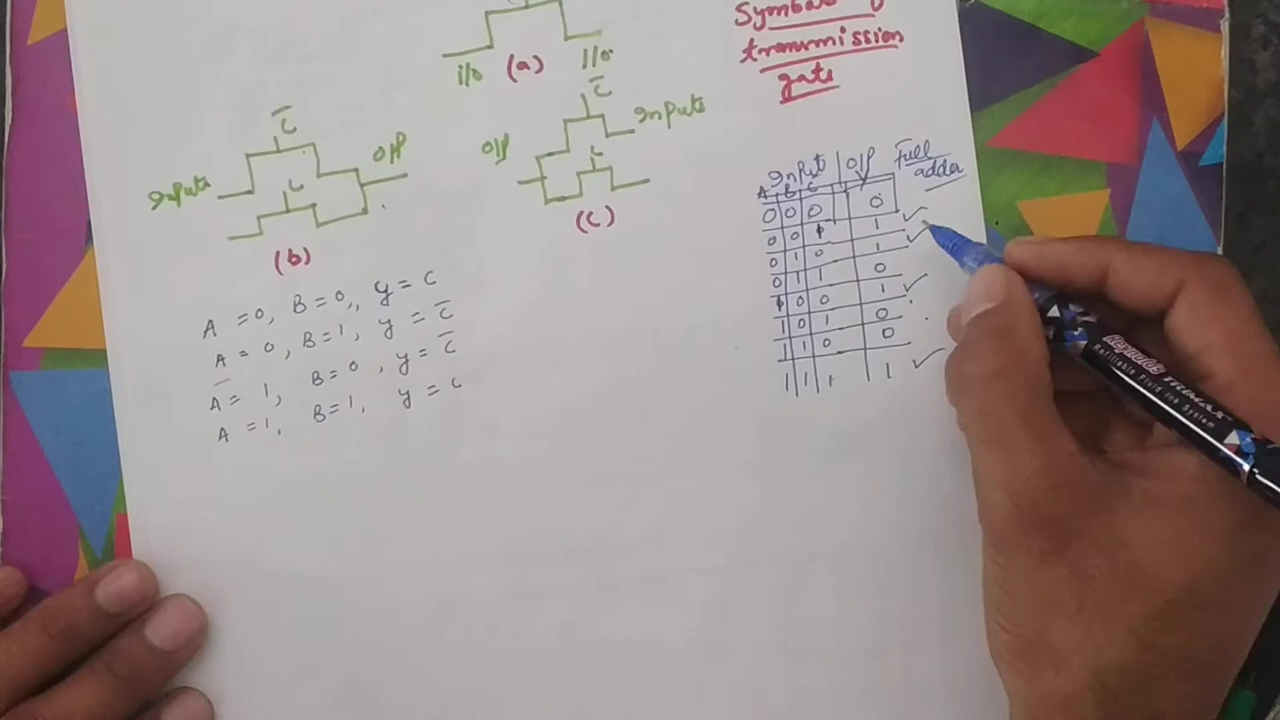 Symbol of
transmission
gate
i/o (a) i/o
C̅
Inputs O/P
C
(b)
C̅
O/P Inputs
C
(c)
A = 0, B = 0, y = C
A = 0, B = 1, y = C̅
A = 1, B = 0, y = C̅
A = 1, B = 1, y = C
Input O/P Full
adder
A B C
0 0 0 0
0 0 1 1 ✓
0 1 0 1 ✓
0 1 1 0
1 0 0 1 ✓
1 0 1 0
1 1 0 0
1 1 1 1 ✓
Reynolds TRIMAX
Refillable Fluid Ink System